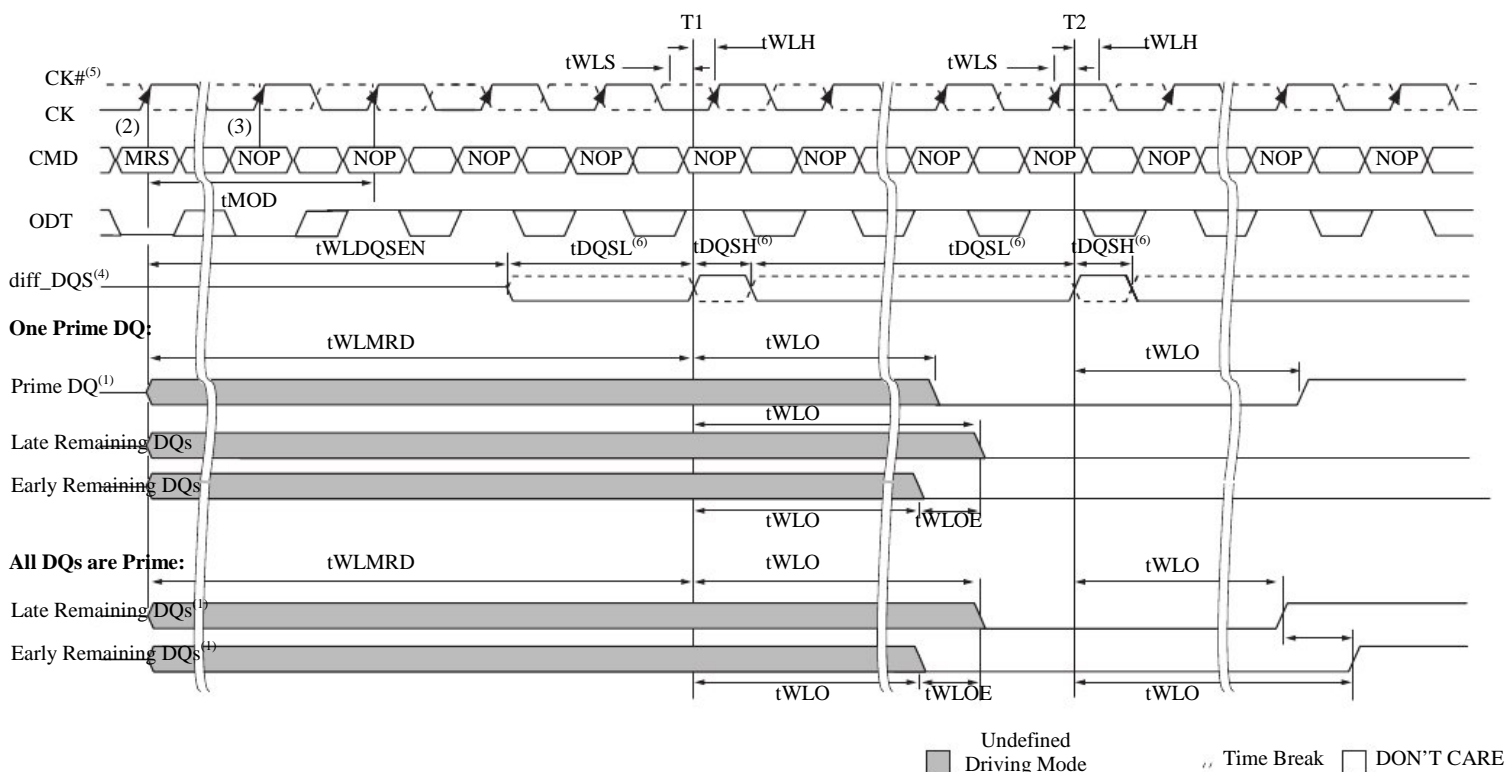 T1 T2
tWLH tWLH
tWLS tWLS
CK#(5)
CK
(2) (3)
CMD MRS NOP NOP NOP NOP NOP NOP NOP NOP NOP NOP NOP
tMOD
ODT
tWLDQSEN tDQSL(6) tDQSH(6) tDQSL(6) tDQSH(6)
diff_DQS(4)
One Prime DQ:
tWLMRD tWLO
tWLO
Prime DQ(1)
tWLO
Late Remaining DQs
Early Remaining DQs
tWLO tWLOE
All DQs are Prime:
tWLMRD tWLO tWLO
Late Remaining DQs(1)
Early Remaining DQs(1)
tWLO tWLOE tWLO
Undefined
Driving Mode
Time Break
DON'T CARE